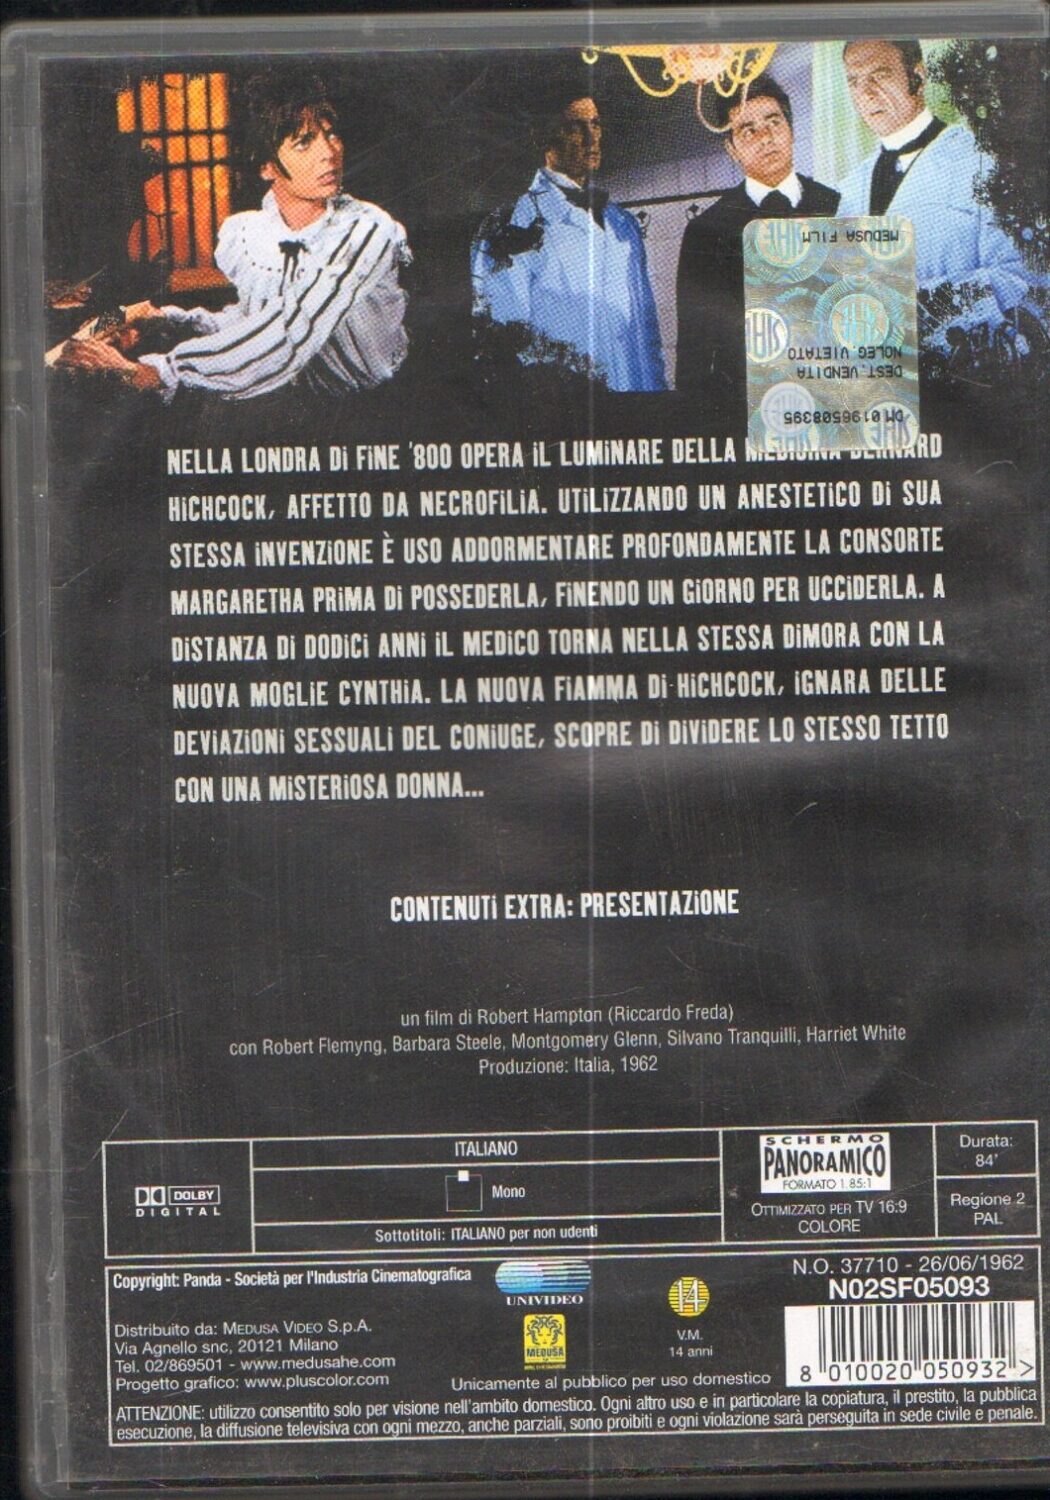 MEDUSA FILM
DEST. VENDITA
NOLEG. VIETATO
DM 0196508395
NELLA LONDRA Di FiNE '800 OPERA iL LUMiNARE DELLA MEDICINA BERNARD
HiCHCOCK, AFFETTO DA NECROFiLiA. UTiLiZZANDO UN ANESTETiCO Di SUA
STESSA iNVENZiONE È USO ADDORMENTARE PROFONDAMENTE LA CONSORTE
MARGARETHA PRiMA Di POSSEDERLA, FiNENDO UN GiORNO PER UCCiDERLA. A
DiSTANZA Di DODiCi ANNi iL MEDiCO TORNA NELLA STESSA DiMORA CON LA
NUOVA MOGLiE CYNTHiA. LA NUOVA FiAMMA Di HiCHCOCK, iGNARA DELLE
DEViAZiONi SESSUALi DEL CONiUGE, SCOPRE Di DiViDERE LO STESSO TETTO
CON UNA MiSTERiOSA DONNA...
CONTENUTi EXTRA: PRESENTAZiONE
un film di Robert Hampton (Riccardo Freda)
con Robert Flemyng, Barbara Steele, Montgomery Glenn, Silvano Tranquilli, Harriet White
Produzione: Italia, 1962
DOLBY
DIGITAL
ITALIANO
Mono
Sottotitoli: ITALIANO per non udenti
SCHERMO
PANORAMICO
FORMATO 1.85:1
OTTIMIZZATO PER TV 16:9
COLORE
Durata:
84'
Regione 2
PAL
Copyright: Panda - Società per l'Industria Cinematografica
Distribuito da: MEDUSA VIDEO S.p.A.
Via Agnello snc, 20121 Milano
Tel. 02/869501 - www.medusahe.com
Progetto grafico: www.pluscolor.com
UNIVIDEO
MEDUSA
14
V.M.
14 anni
Unicamente al pubblico per uso domestico
N.O. 37710 - 26/06/1962
N02SF05093
8 010020 050932 >
ATTENZIONE: utilizzo consentito solo per visione nell'ambito domestico. Ogni altro uso e in particolare la copiatura, il prestito, la pubblica
esecuzione, la diffusione televisiva con ogni mezzo, anche parziali, sono proibiti e ogni violazione sarà perseguita in sede civile e penale.